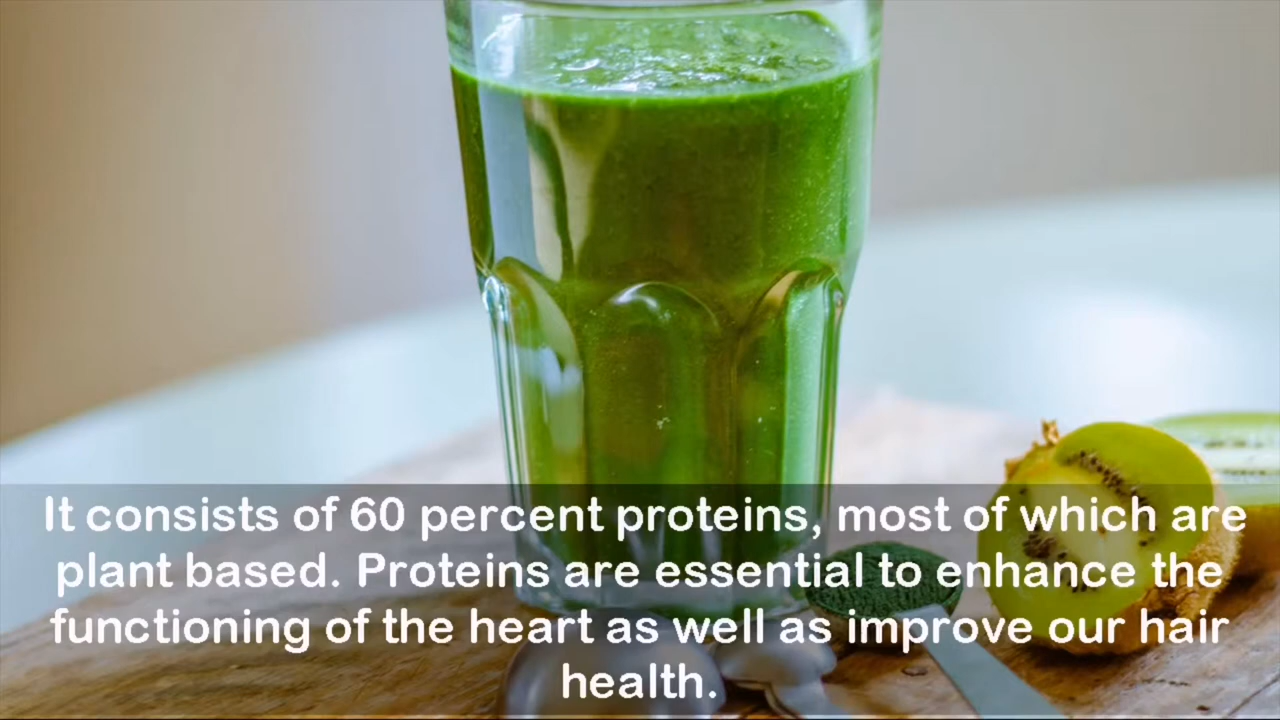 It consists of 60 percent proteins, most of which are
plant based. Proteins are essential to enhance the
functioning of the heart as well as improve our hair
health.